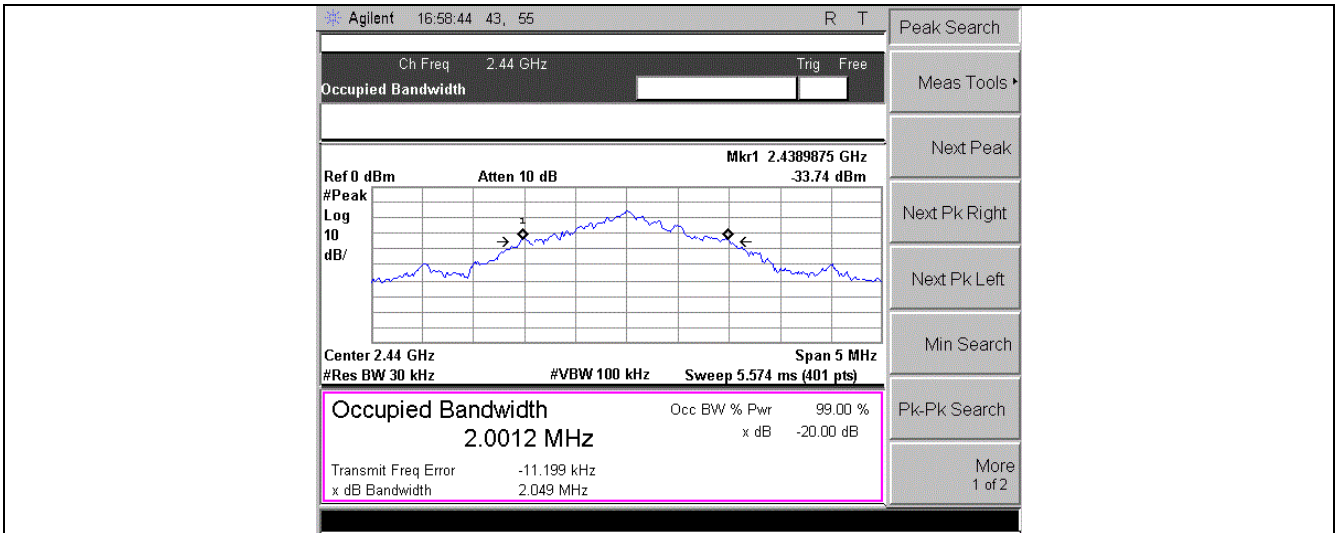 Agilent 16:58:44 43, 55 R T
Peak Search
Ch Freq 2.44 GHz Trig Free
Occupied Bandwidth
Meas Tools
Next Peak
Mkr1 2.4389875 GHz
Ref 0 dBm Atten 10 dB -33.74 dBm
#Peak
Log
10
dB/
1
Next Pk Right
Next Pk Left
Min Search
Center 2.44 GHz Span 5 MHz
#Res BW 30 kHz #VBW 100 kHz Sweep 5.574 ms (401 pts)
Occupied Bandwidth Occ BW % Pwr 99.00 %
2.0012 MHz x dB -20.00 dB
Pk-Pk Search
Transmit Freq Error -11.199 kHz
x dB Bandwidth 2.049 MHz
More
1 of 2